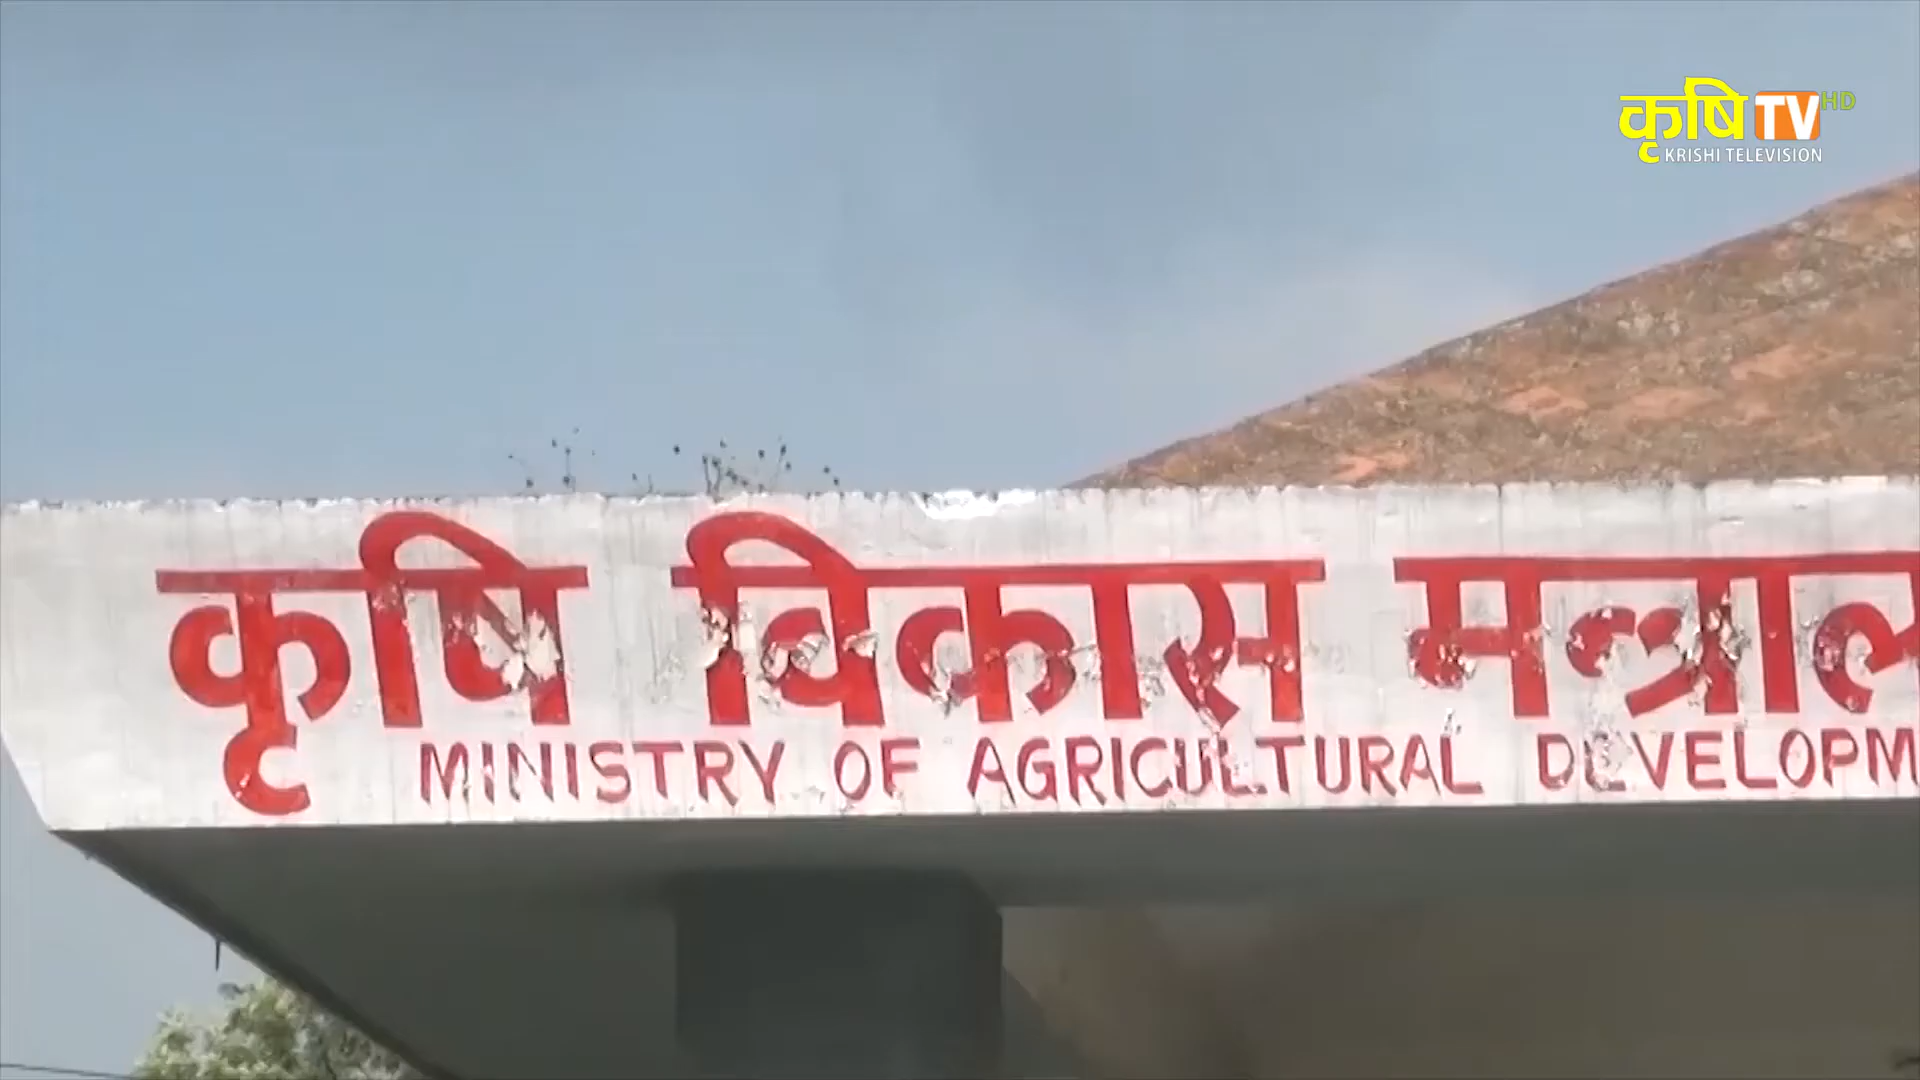 कृषि TV HD
KRISHI TELEVISION
कृषि विकास मन्त्राल
MINISTRY OF AGRICULTURAL DEVELOPM